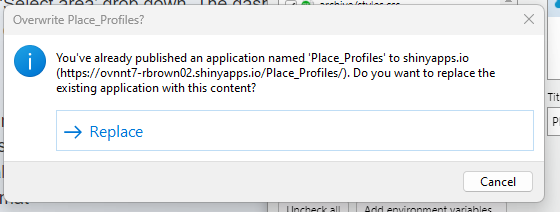 Select area: drop down. The dash
archive/styles.css
Overwrite Place_Profiles?
You've already published an application named 'Place_Profiles' to shinyapps.io
(https://ovnnt7-rbrown02.shinyapps.io/Place_Profiles/). Do you want to replace the
existing application with this content?
Tit
Replace
Cancel
Uncheck all
Add environment variables